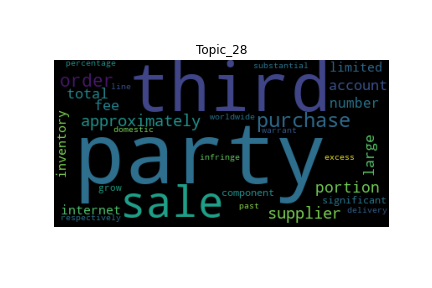 Topic_28
percentage
substantial
limited
order
third
line
account
total
fee
number
worldwide
approximately
purchase
domestic
warrant
inventory
party
infringe
excess
large
grow
component
portion
sale
past
significant
internet
supplier
delivery
respectively